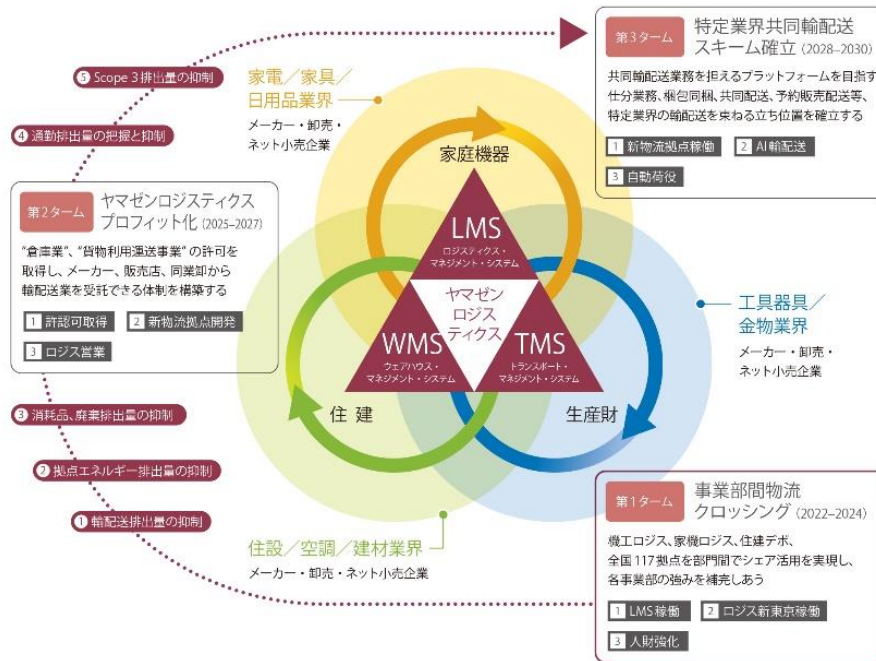 第3ターム
特定業界共同輸配送
スキーム確立 (2028–2030)
共同輸配送業務を担えるプラットフォームを目指す
仕分業務、梱包同梱、共同配送、予約販売配送等、
特定業界の輸配送を束ねる立ち位置を確立する
1 新物流拠点稼働 2 AI輸配送
3 自動荷役
5 Scope 3排出量の抑制
4 通勤排出量の把握と抑制
家電／家具／
日用品業界
メーカー・卸売・
ネット小売企業
第2ターム
ヤマゼンロジスティクス
プロフィット化 (2025–2027)
"倉庫業"、"貨物利用運送事業"の許可を
取得し、メーカー、販売店、同業卸から
輸配送業を受託できる体制を構築する
1 許認可取得 2 新物流拠点開発
3 ロジス営業
家庭機器
LMS
ロジスティクス・
マネジメント・システム
ヤマゼン
ロジス
ティクス
WMS
ウェアハウス・
マネジメント・システム
TMS
トランスポート・
マネジメント・システム
住建
生産財
工具器具／
金物業界
メーカー・卸売・
ネット小売企業
3 消耗品、廃棄排出量の抑制
2 拠点エネルギー排出量の抑制
1 輸配送排出量の抑制
住設／空調／建材業界
メーカー・卸売・ネット小売企業
第1ターム
事業部間物流
クロッシング (2022–2024)
機工ロジス、家機ロジス、住建デポ、
全国117拠点を部門間でシェア活用を実現し、
各事業部の強みを補完しあう
1 LMS稼働 2 ロジス新東京稼働
3 人財強化